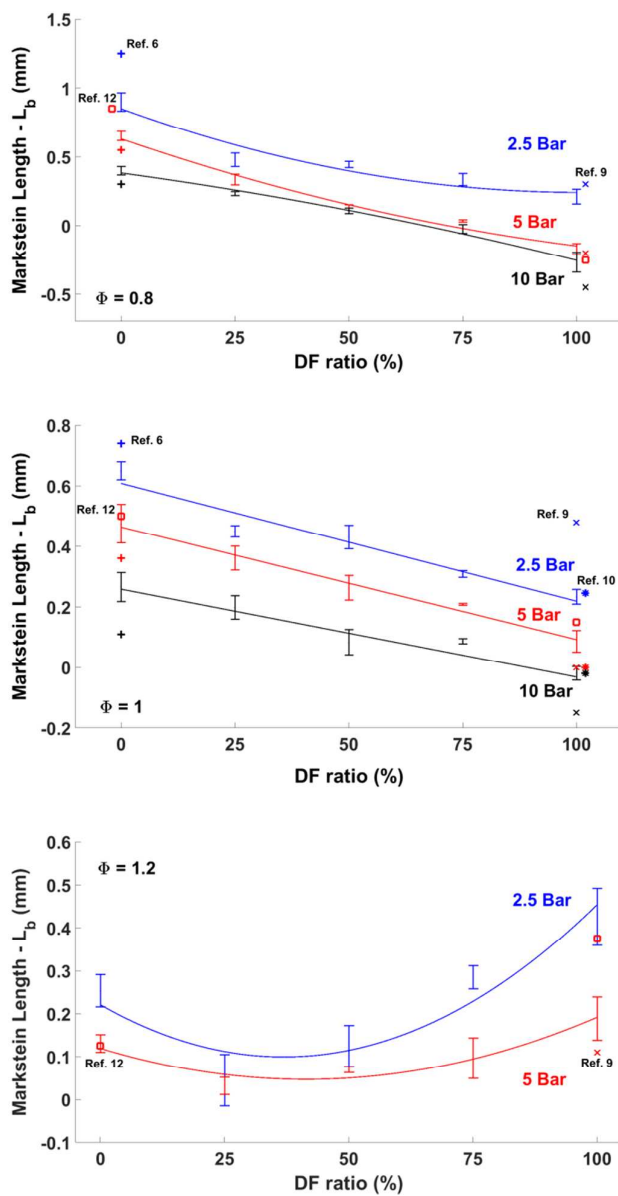 Ref. 6
1
Ref. 12
0.5
2.5 Bar
Ref. 9
0
5 Bar
-0.5
10 Bar
Φ = 0.8
0 25 50 75 100
DF ratio (%)
Markstein Length - L_b (mm)
0.8
Ref. 6
0.6
Ref. 12
Ref. 9
0.4
2.5 Bar
Ref. 10
0.2
5 Bar
0
10 Bar
Φ = 1
-0.2
0 25 50 75 100
DF ratio (%)
Markstein Length - L_b (mm)
0.6
Φ = 1.2
0.5
2.5 Bar
0.4
0.3
0.2
0.1
Ref. 12
Ref. 9
5 Bar
0
-0.1
0 25 50 75 100
DF ratio (%)
Markstein Length - L_b (mm)